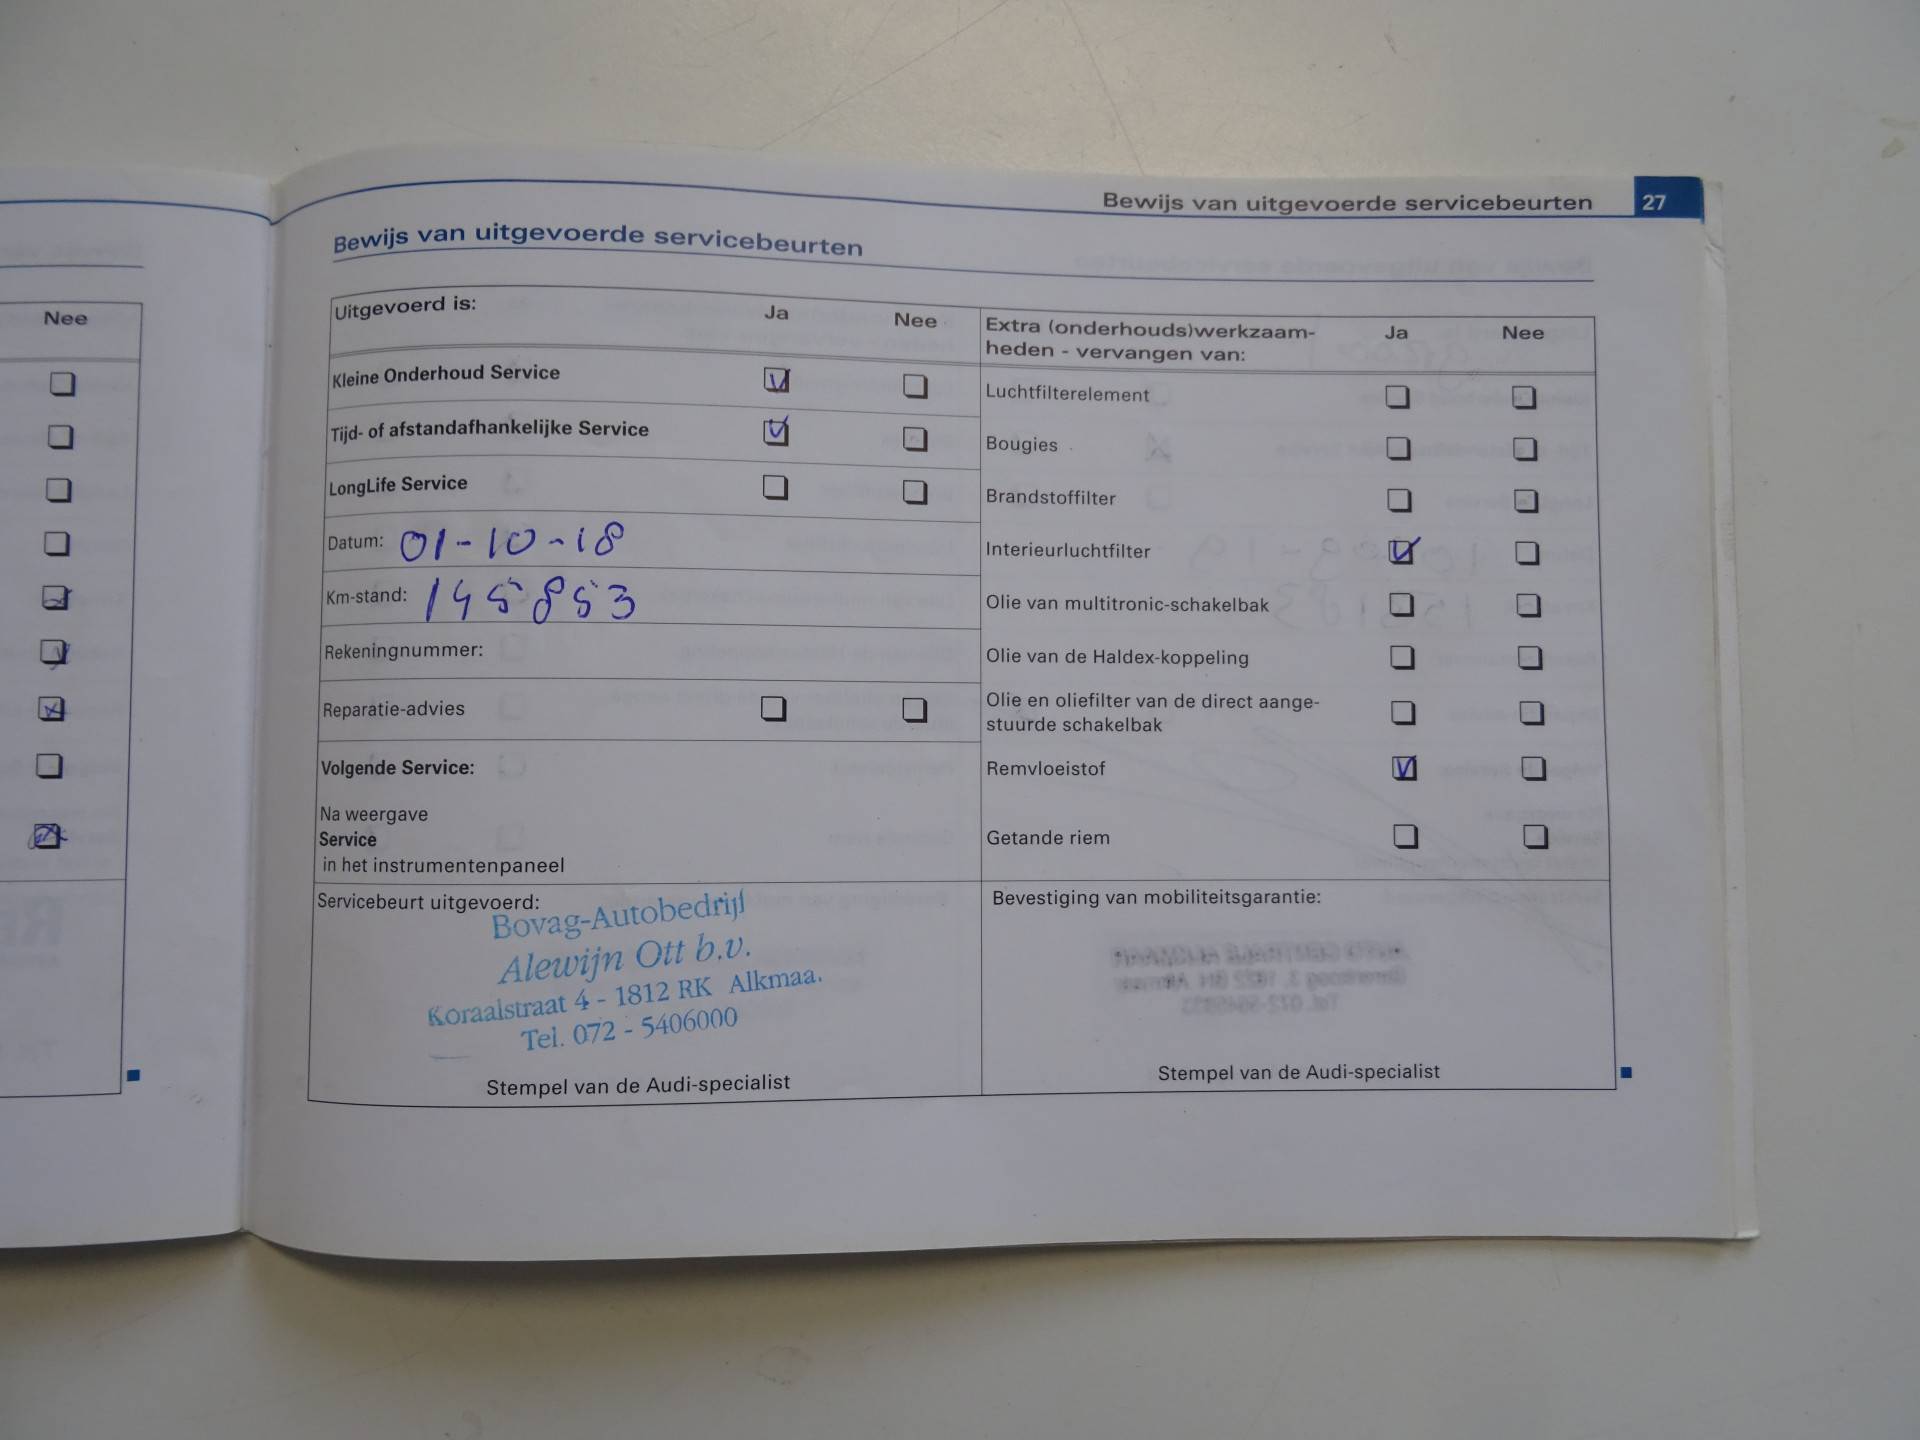 Bewijs van uitgevoerde servicebeurten 27
Bewijs van uitgevoerde servicebeurten
Nee
Uitgevoerd is: Ja Nee
Kleine Onderhoud Service
Tijd- of afstandafhankelijke Service
LongLife Service
Datum: 01-10-18
Km-stand: 145853
Rekeningnummer:
Reparatie-advies
Volgende Service:
Na weergave
Service
in het instrumentenpaneel
Servicebeurt uitgevoerd:
Bovag-Autobedrijf
Alewijn Ott b.v.
Koraalstraat 4 - 1812 RK Alkmaa.
Tel. 072 - 5406000
Stempel van de Audi-specialist
Extra (onderhouds)werkzaam- Ja Nee
heden - vervangen van:
Luchtfilterelement
Bougies
Brandstoffilter
Interieurluchtfilter
Olie van multitronic-schakelbak
Olie van de Haldex-koppeling
Olie en oliefilter van de direct aange-
stuurde schakelbak
Remvloeistof
Getande riem
Bevestiging van mobiliteitsgarantie:
Stempel van de Audi-specialist